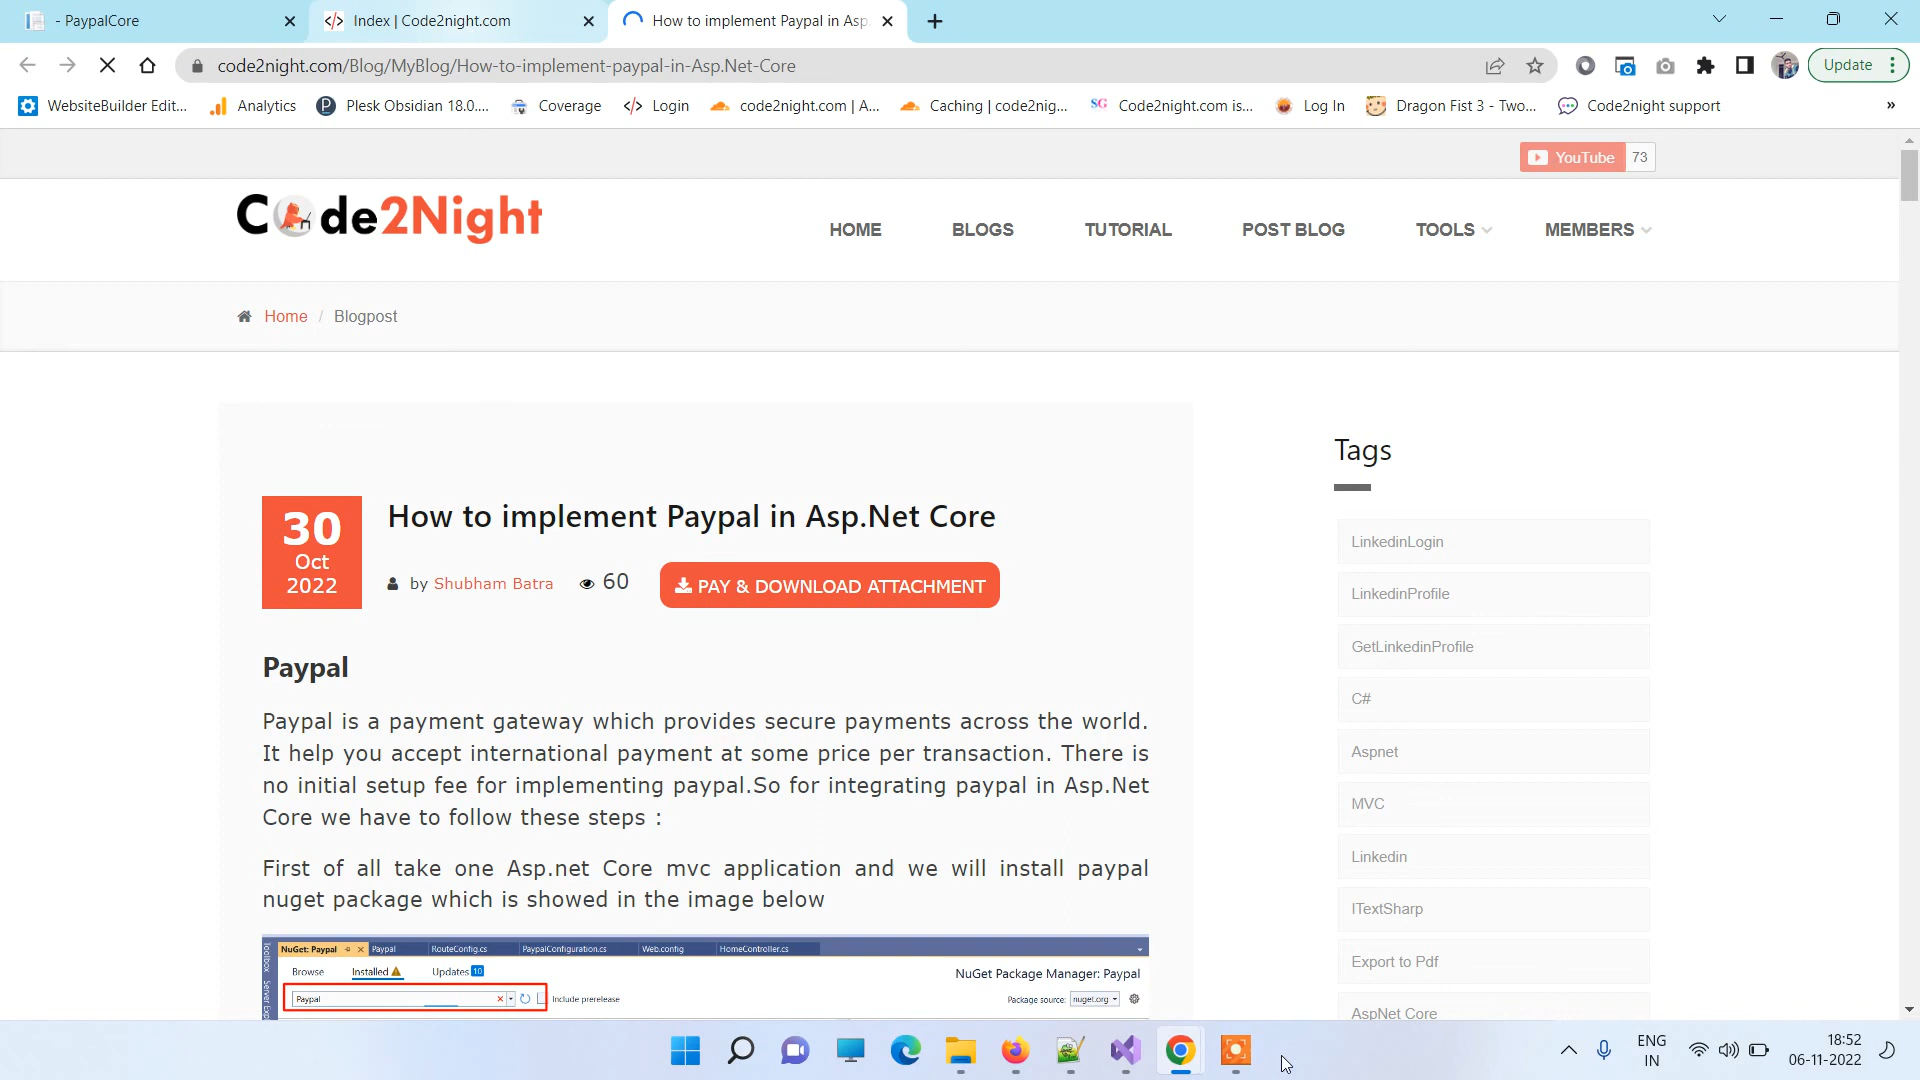 - PaypalCore
Index | Code2night.com
How to implement Paypal in Asp
code2night.com/Blog/MyBlog/How-to-implement-paypal-in-Asp.Net-Core
Update
WebsiteBuilder Edit...
Analytics
Plesk Obsidian 18.0....
Coverage
Login
code2night.com | A...
Caching | code2nig...
SG
Code2night.com is...
Log In
Dragon Fist 3 - Two...
Code2night support
»
YouTube 73
Code2Night
HOME
BLOGS
TUTORIAL
POST BLOG
TOOLS
MEMBERS
Home / Blogpost
30
Oct
2022
How to implement Paypal in Asp.Net Core
by Shubham Batra
60
PAY & DOWNLOAD ATTACHMENT
Paypal
Paypal is a payment gateway which provides secure payments across the world.
It help you accept international payment at some price per transaction. There is
no initial setup fee for implementing paypal.So for integrating paypal in Asp.Net
Core we have to follow these steps :
First of all take one Asp.net Core mvc application and we will install paypal
nuget package which is showed in the image below
NuGet: Paypal
Paypal
RouteConfig.cs
PaypalConfiguration.cs
Web.config
HomeController.cs
Toolbox
Server Expl
Browse
Installed
Updates 10
NuGet Package Manager: Paypal
Paypal
Include prerelease
Package source: nuget.org
Tags
LinkedinLogin
LinkedinProfile
GetLinkedinProfile
C#
Aspnet
MVC
Linkedin
ITextSharp
Export to Pdf
AspNet Core
ENG
IN
18:52
06-11-2022